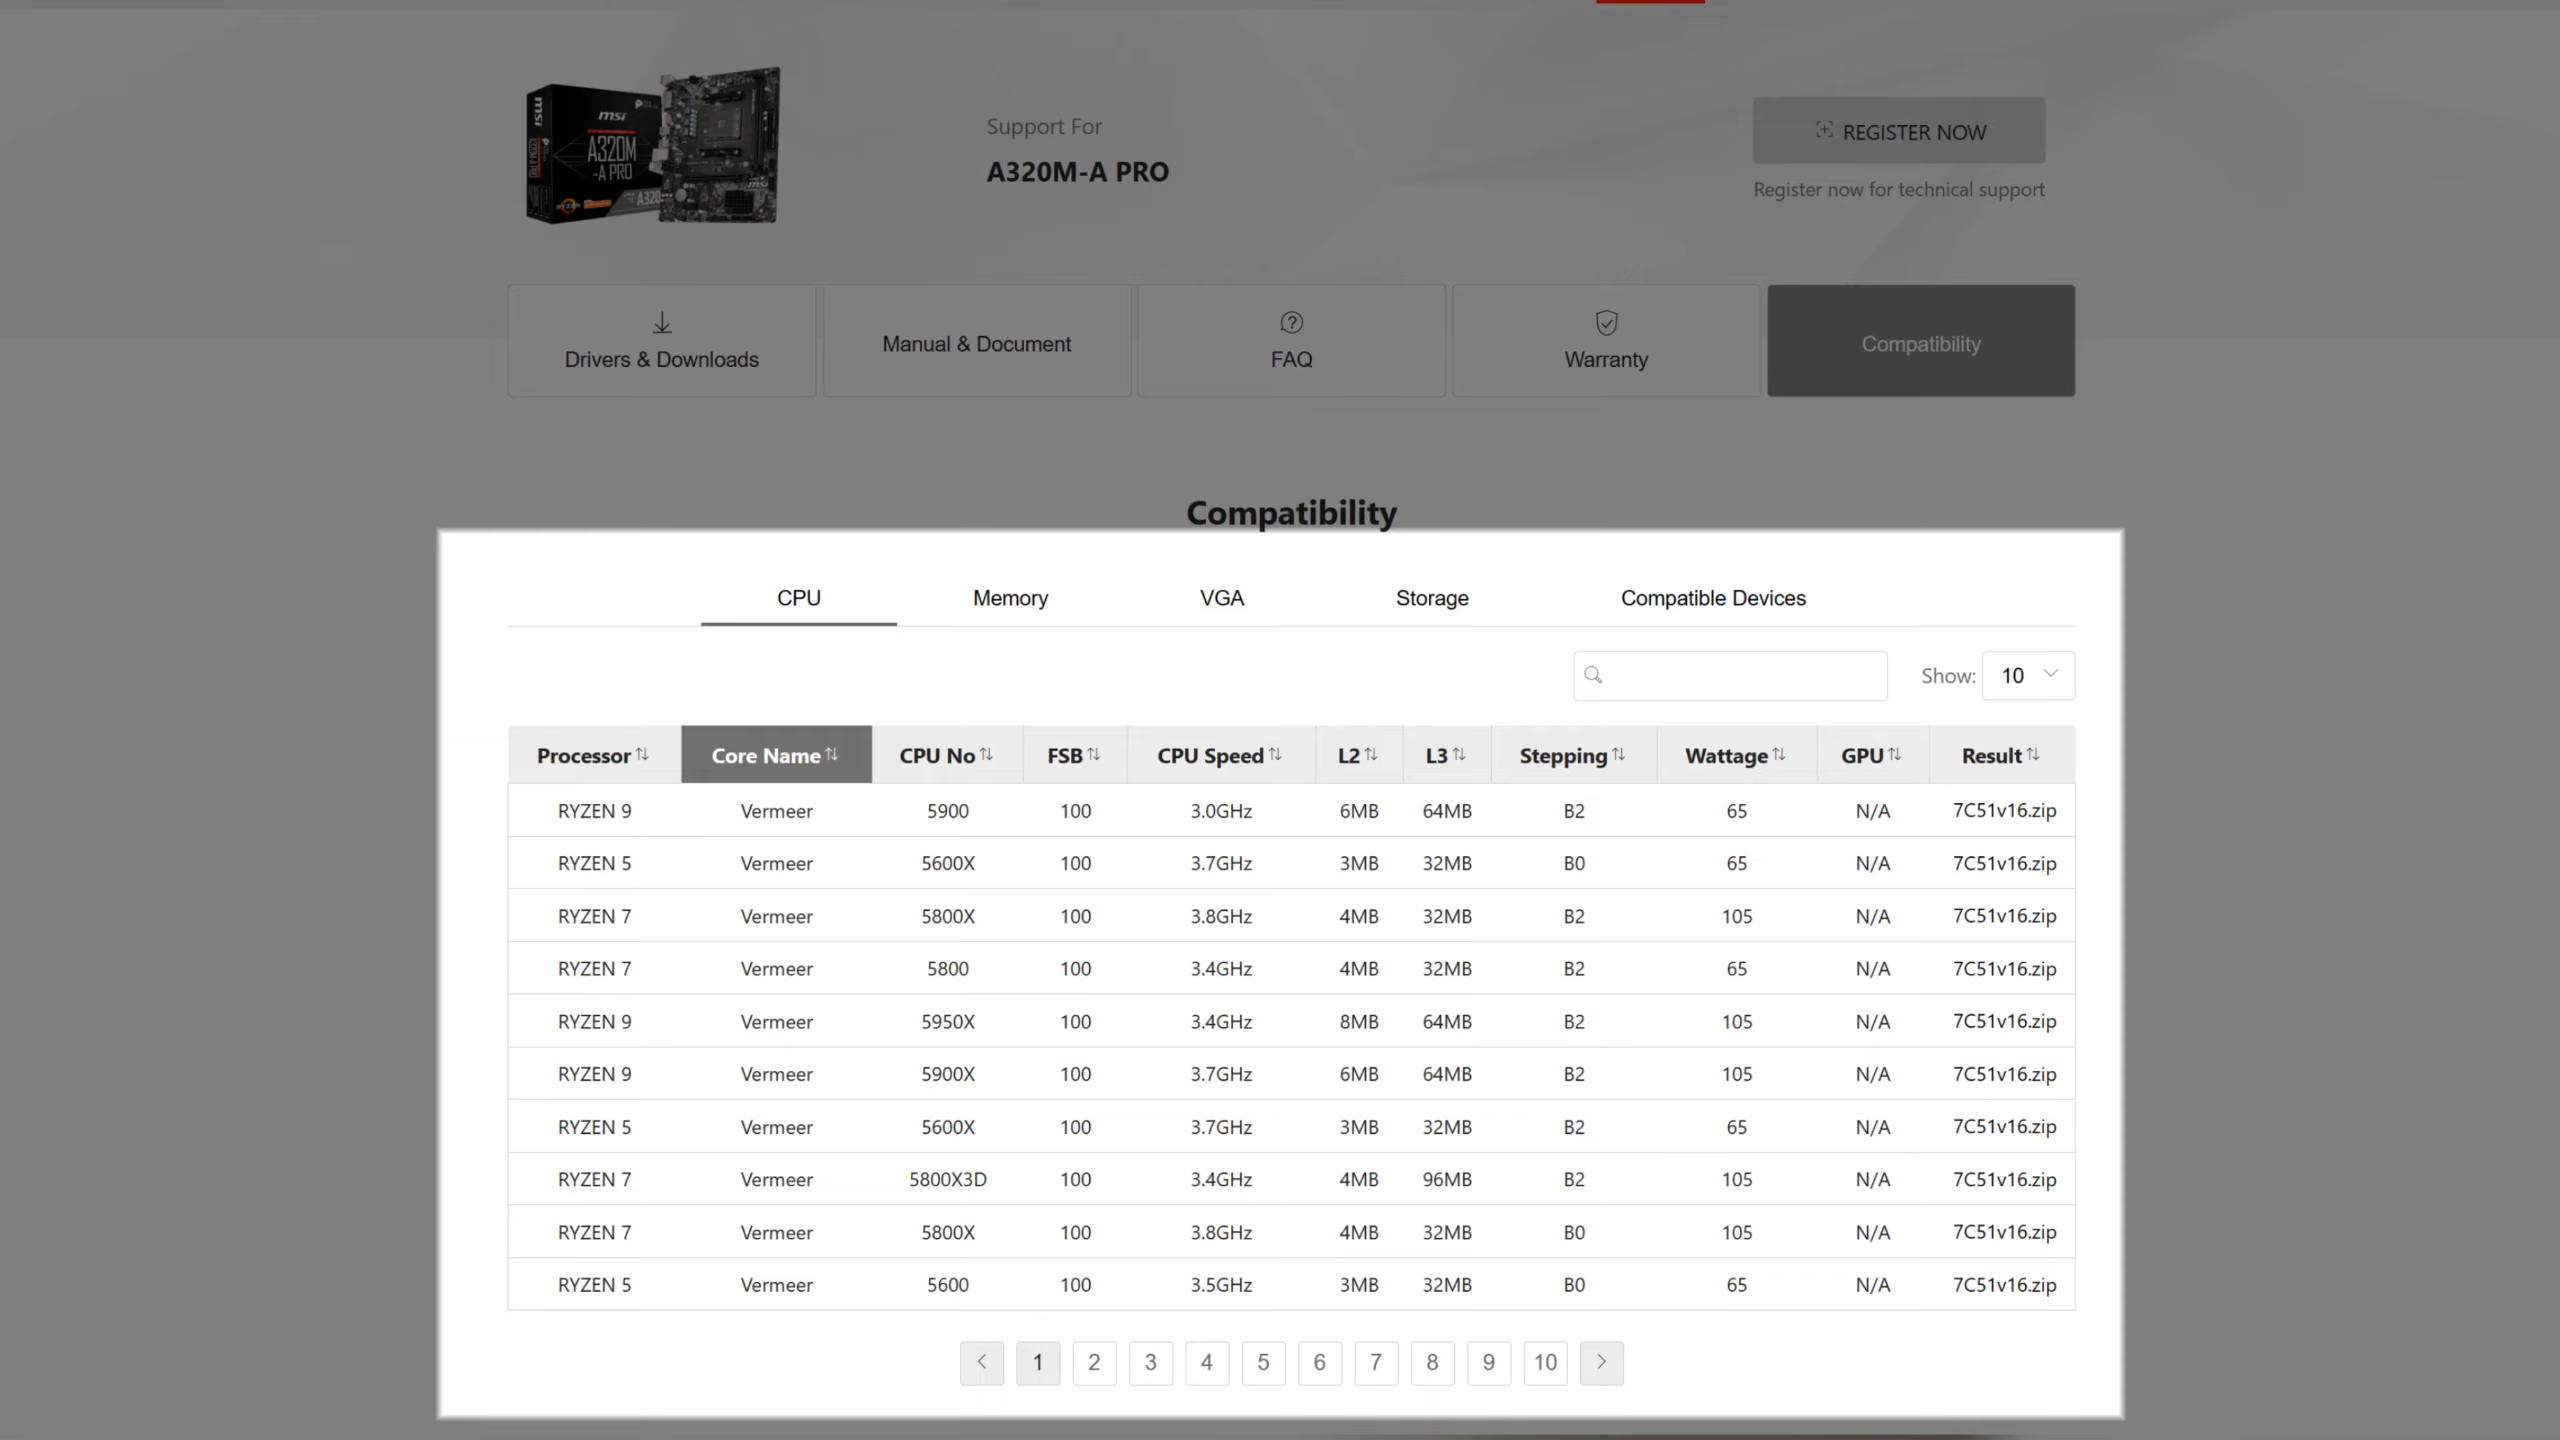 msi
msi
A320M
-A PRO
A320
RYZEN
msi
Support For
A320M-A PRO
REGISTER NOW
Register now for technical support
Drivers & Downloads
Manual & Document
FAQ
Warranty
Compatibility
Compatibility
CPU Memory VGA Storage Compatible Devices
Show: 10
Processor Core Name CPU No FSB CPU Speed L2 L3 Stepping Wattage GPU Result
RYZEN 9 Vermeer 5900 100 3.0GHz 6MB 64MB B2 65 N/A 7C51v16.zip
RYZEN 5 Vermeer 5600X 100 3.7GHz 3MB 32MB B0 65 N/A 7C51v16.zip
RYZEN 7 Vermeer 5800X 100 3.8GHz 4MB 32MB B2 105 N/A 7C51v16.zip
RYZEN 7 Vermeer 5800 100 3.4GHz 4MB 32MB B2 65 N/A 7C51v16.zip
RYZEN 9 Vermeer 5950X 100 3.4GHz 8MB 64MB B2 105 N/A 7C51v16.zip
RYZEN 9 Vermeer 5900X 100 3.7GHz 6MB 64MB B2 105 N/A 7C51v16.zip
RYZEN 5 Vermeer 5600X 100 3.7GHz 3MB 32MB B2 65 N/A 7C51v16.zip
RYZEN 7 Vermeer 5800X3D 100 3.4GHz 4MB 96MB B2 105 N/A 7C51v16.zip
RYZEN 7 Vermeer 5800X 100 3.8GHz 4MB 32MB B0 105 N/A 7C51v16.zip
RYZEN 5 Vermeer 5600 100 3.5GHz 3MB 32MB B0 65 N/A 7C51v16.zip
1 2 3 4 5 6 7 8 9 10